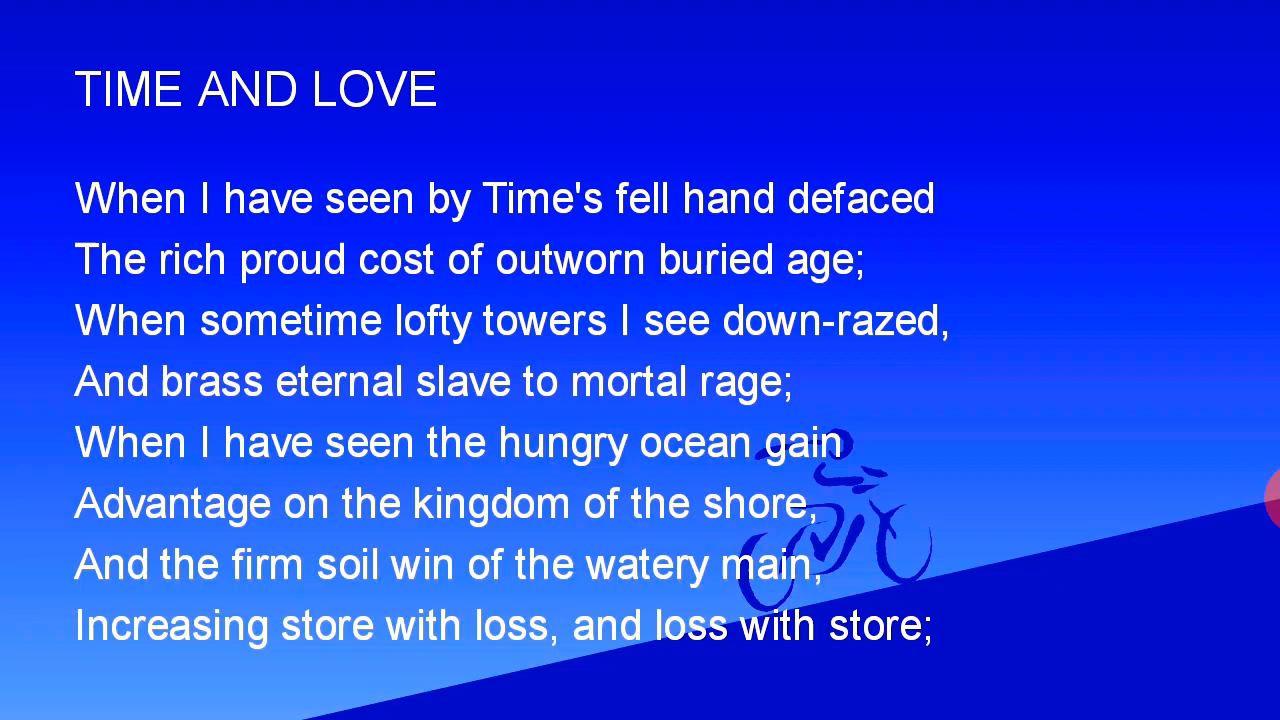 TIME AND LOVE
When I have seen by Time's fell hand defaced
The rich proud cost of outworn buried age;
When sometime lofty towers I see down-razed,
And brass eternal slave to mortal rage;
When I have seen the hungry ocean gain
Advantage on the kingdom of the shore,
And the firm soil win of the watery main,
Increasing store with loss, and loss with store;